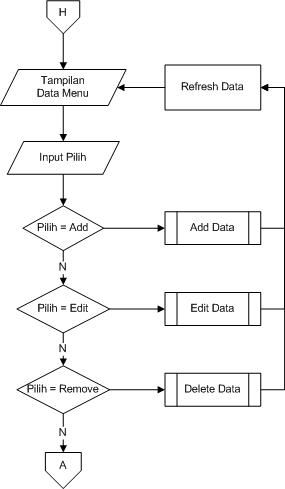 H
Tampilan
Data Menu
Refresh Data
Input Pilih
Pilih = Add
Add Data
N
Pilih = Edit
Edit Data
N
Pilih = Remove
Delete Data
N
A